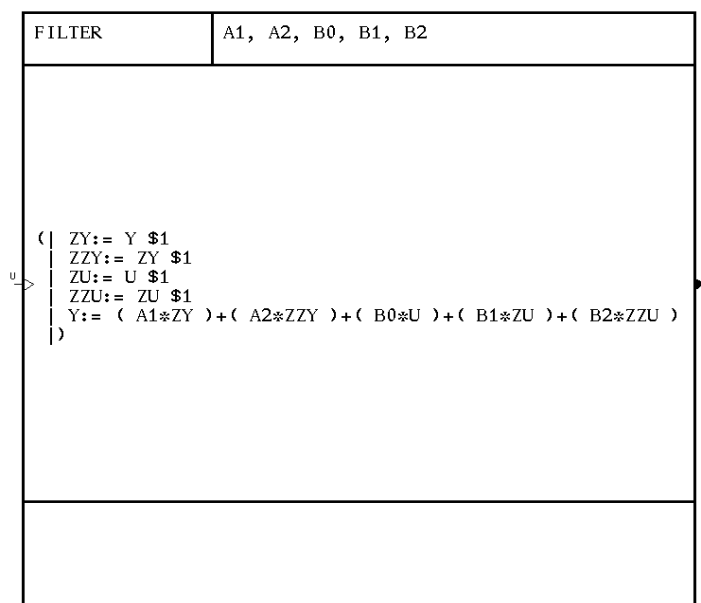 FILTER
A1, A2, B0, B1, B2
(| ZY:= Y $1
| ZZY:= ZY $1
| ZU:= U $1
| ZZU:= ZU $1
| Y:= ( A1*ZY )+( A2*ZZY )+( B0*U )+( B1*ZU )+( B2*ZZU )
|)
U